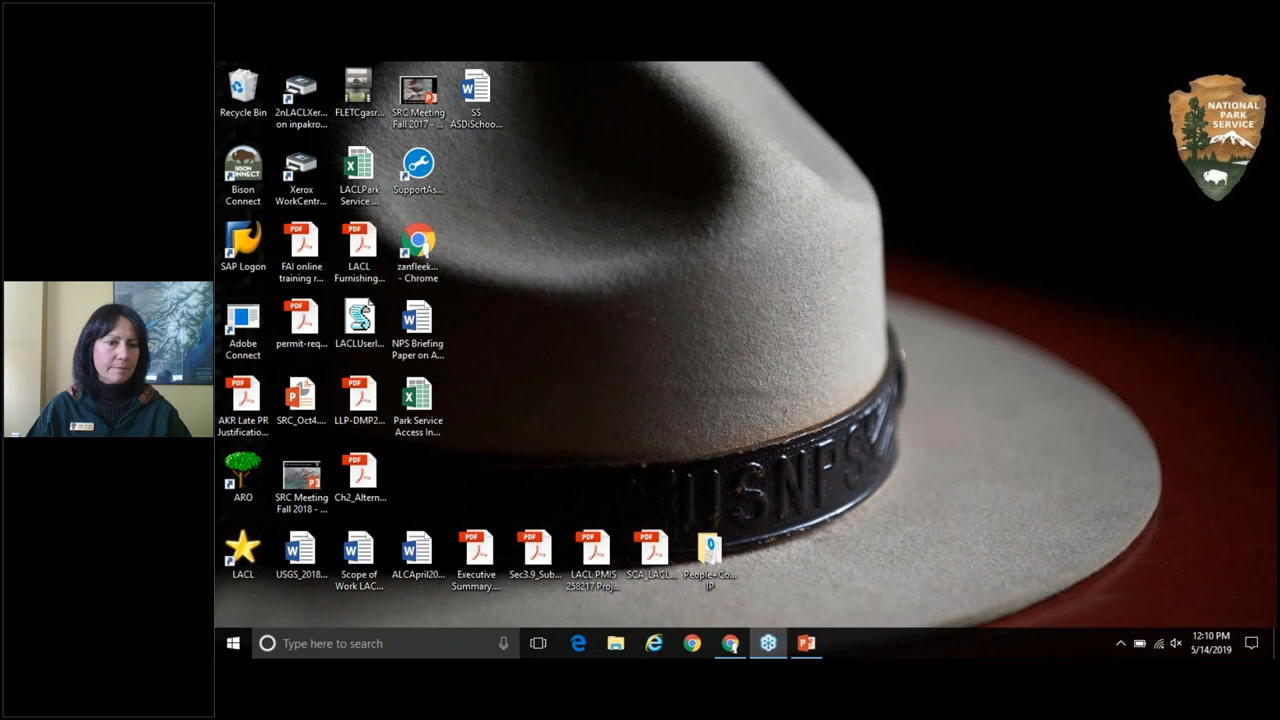 Recycle Bin
2nLACLXer...
on inpakro...
FLETCgasr...
SRC Meeting
Fall 2017 - ...
SS
ASDiSchoo...
NATIONAL
PARK
SERVICE
Bison
Connect
Xerox
WorkCentr...
LACLPark
Service ...
SupportAs...
SAP Logon
FAI online
training r...
LACL
Furnishing...
zanfleek...
- Chrome
Adobe
Connect
permit-req...
LACLUserI...
NPS Briefing
Paper on A...
AKR Late PR
Justificatio...
SRC_Oct4...
LLP-DMP2...
Park Service
Access In...
USNPS
ARO
SRC Meeting
Fall 2018 - ...
Ch2_Altern...
LACL
USGS_2018...
Scope of
Work LAC...
ALCApril20...
Executive
Summary....
Sec3.9_Sub...
LACL PMIS
258217 Proj...
SCA_LACL...
People+Co...
IP
Type here to search
12:10 PM
5/14/2019